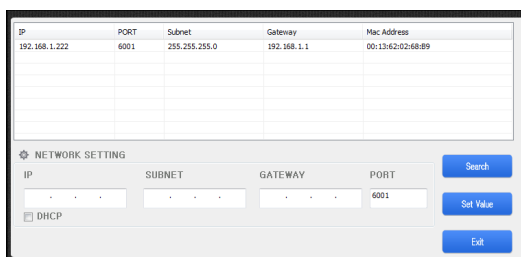 IP PORT Subnet Gateway Mac Address
192.168.1.222 6001 255.255.255.0 192.168.1.1 00:13:62:02:68:B9
NETWORK SETTING
IP SUBNET GATEWAY PORT
. . . . . . . . . 6001
DHCP
Search
Set Value
Exit